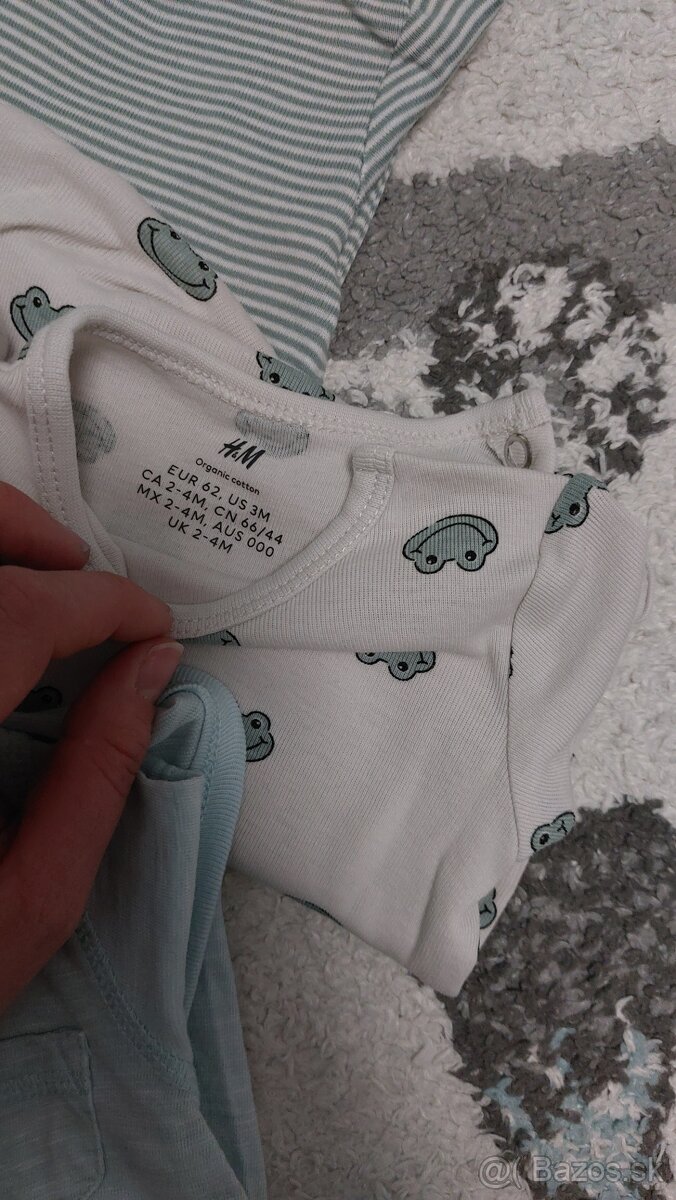 H&M
Organic cotton
EUR 62, US 3M
CA 2-4M, CN 66/44
MX 2-4M, AUS 000
UK 2-4M
@( Bazos.sk